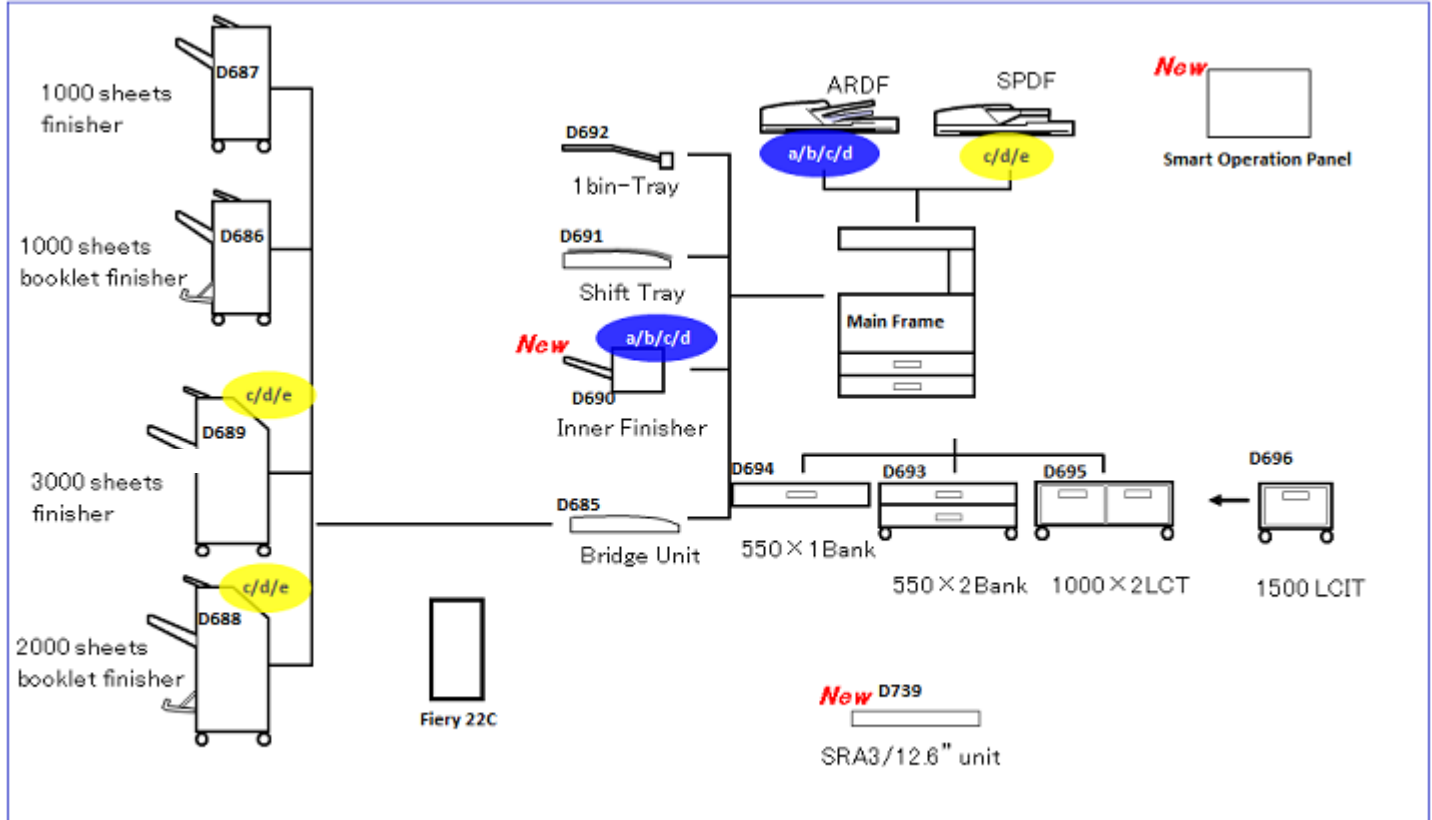 D687
1000 sheets
finisher
D686
1000 sheets
booklet finisher
c/d/e
D689
3000 sheets
finisher
c/d/e
D688
2000 sheets
booklet finisher
Fiery 22C
D692
1bin-Tray
D691
Shift Tray
New
a/b/c/d
D690
Inner Finisher
D685
Bridge Unit
ARDF
a/b/c/d
SPDF
c/d/e
New
Smart Operation Panel
Main Frame
D694
550×1Bank
D693
550×2Bank
D695
1000×2LCT
D696
1500 LCIT
New D739
SRA3/12.6" unit